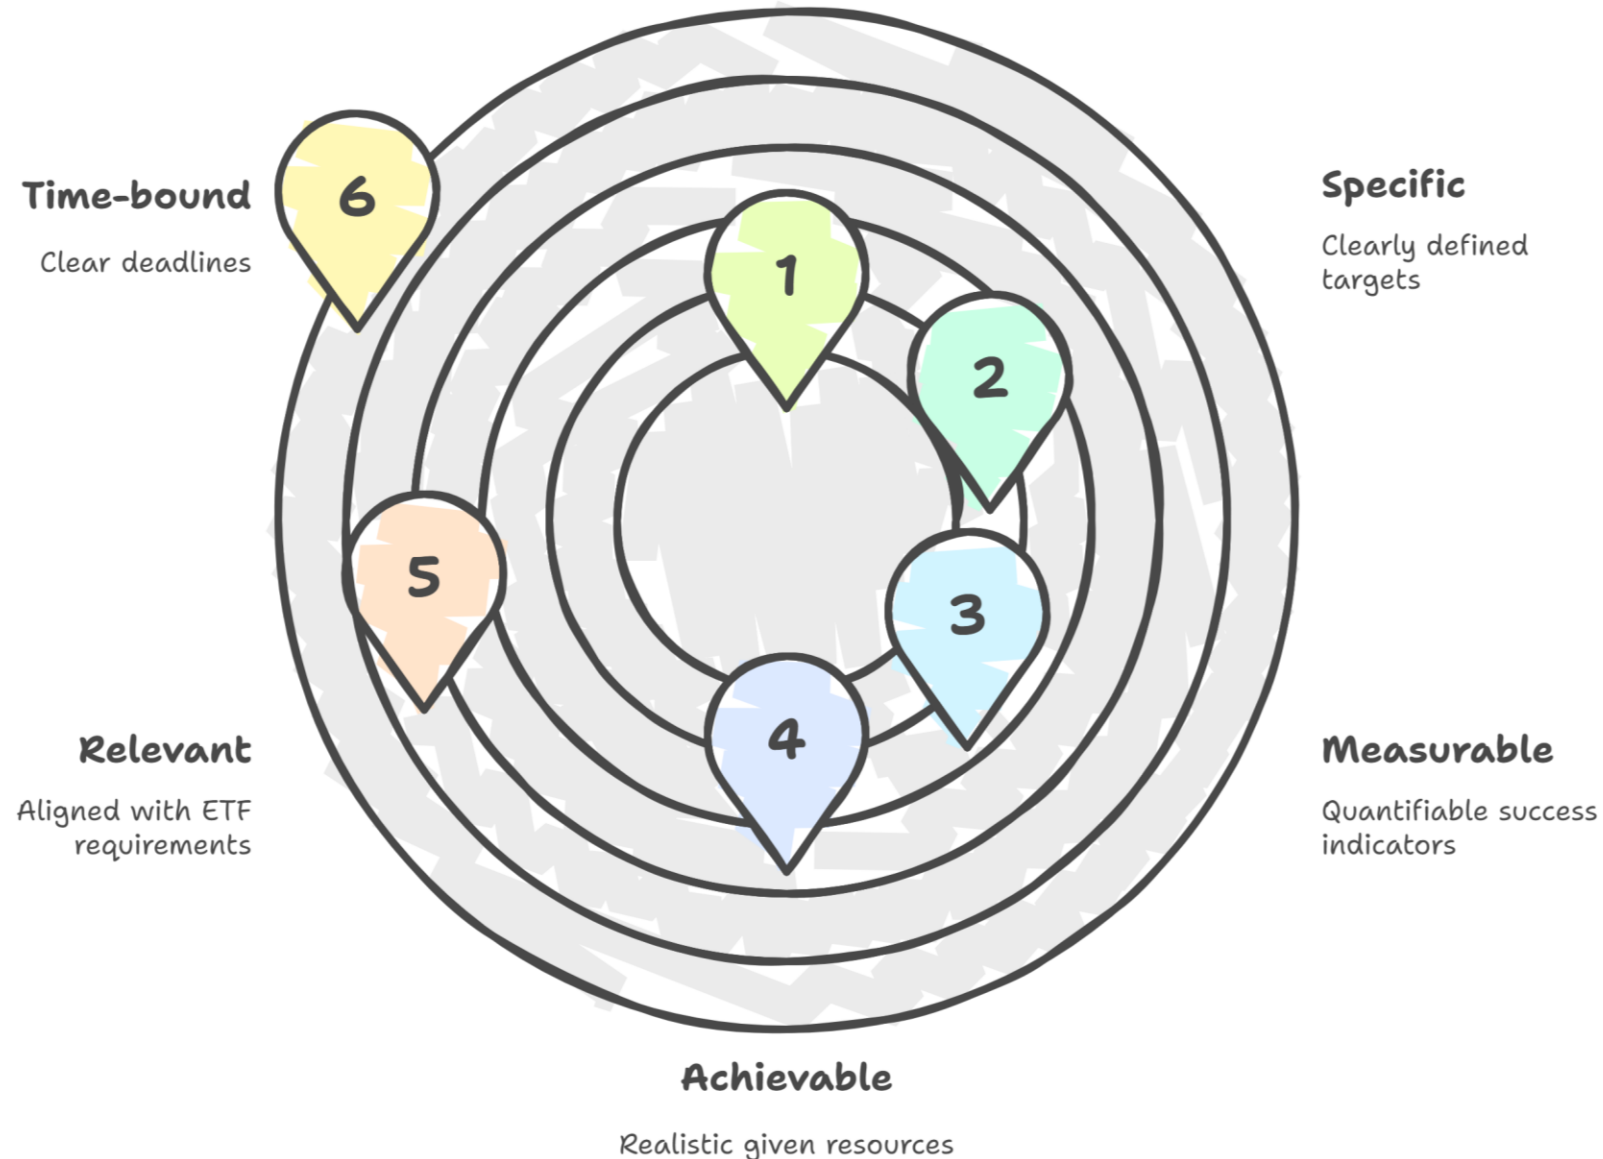 1
2
3
4
5
6
Specific
Clearly defined
targets
Measurable
Quantifiable success
indicators
Achievable
Realistic given resources
Relevant
Aligned with ETF
requirements
Time-bound
Clear deadlines